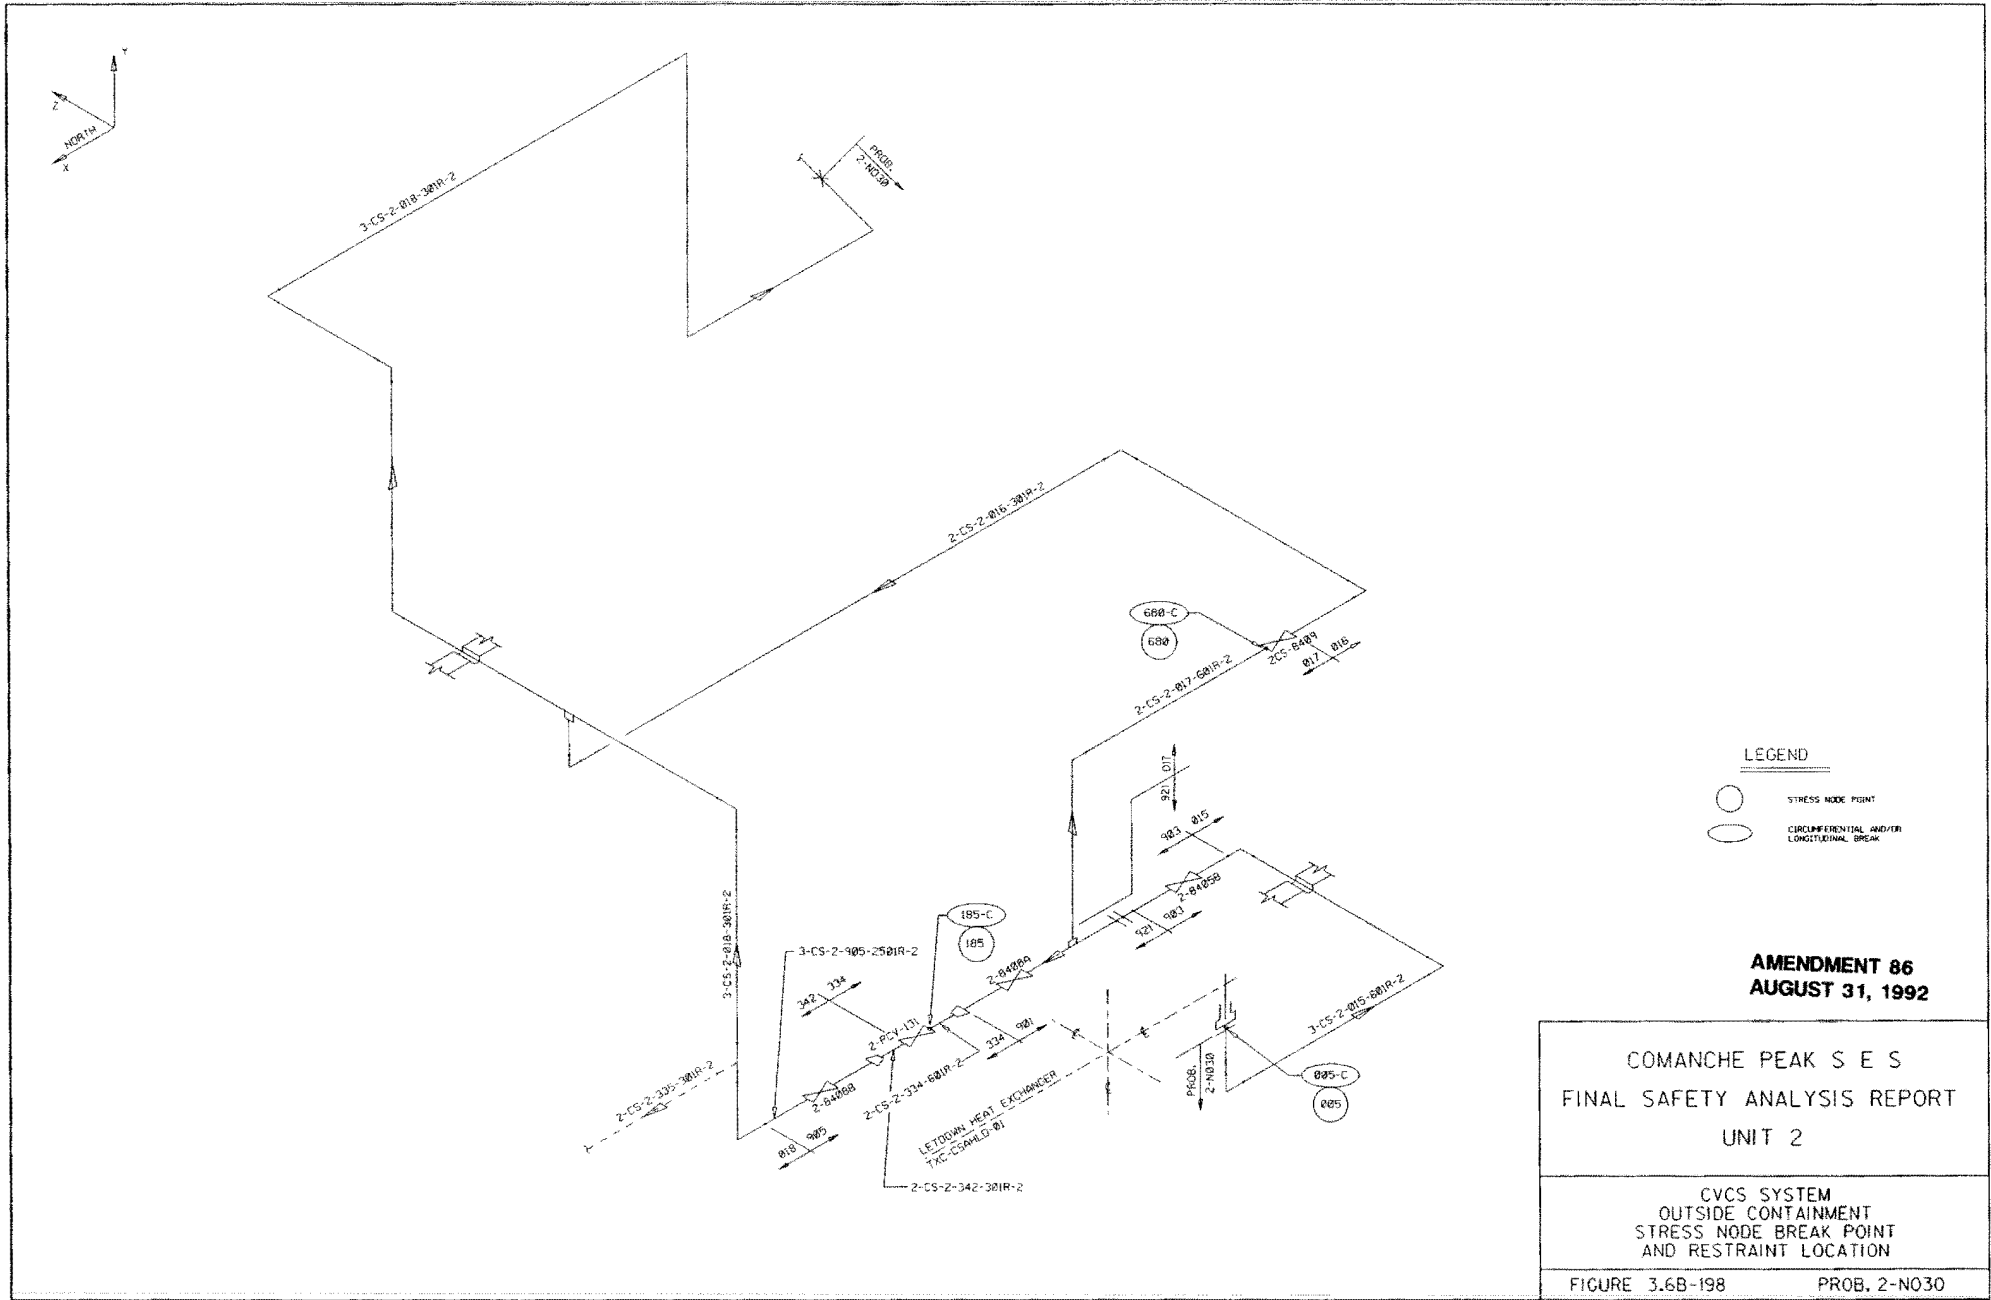 Y
Z
NORTH
X
3-CS-2-018-301R-2
PROB.
2-N030
2-CS-2-016-301R-2
680-C
680
2CS-8409
017 016
2-CS-2-017-601R-2
921 017
903 015
2-8405B
921 903
LEGEND
STRESS NODE POINT
CIRCUMFERENTIAL AND/OR
LONGITUDINAL BREAK
3-CS-2-018-301R-2
3-CS-2-905-2501R-2
185-C
185
2-8408A
342 334
2-PCV-131
334 901
2-8408B
2-CS-2-334-601R-2
2-CS-2-335-301R-2
018 905
2-CS-2-342-301R-2
LETDOWN HEAT EXCHANGER
TXC-CSAHLD-01
PROB.
2-N030
3-CS-2-015-601R-2
005-C
005
AMENDMENT 86
AUGUST 31, 1992
COMANCHE PEAK S E S
FINAL SAFETY ANALYSIS REPORT
UNIT 2
CVCS SYSTEM
OUTSIDE CONTAINMENT
STRESS NODE BREAK POINT
AND RESTRAINT LOCATION
FIGURE 3.6B-198 PROB. 2-N030